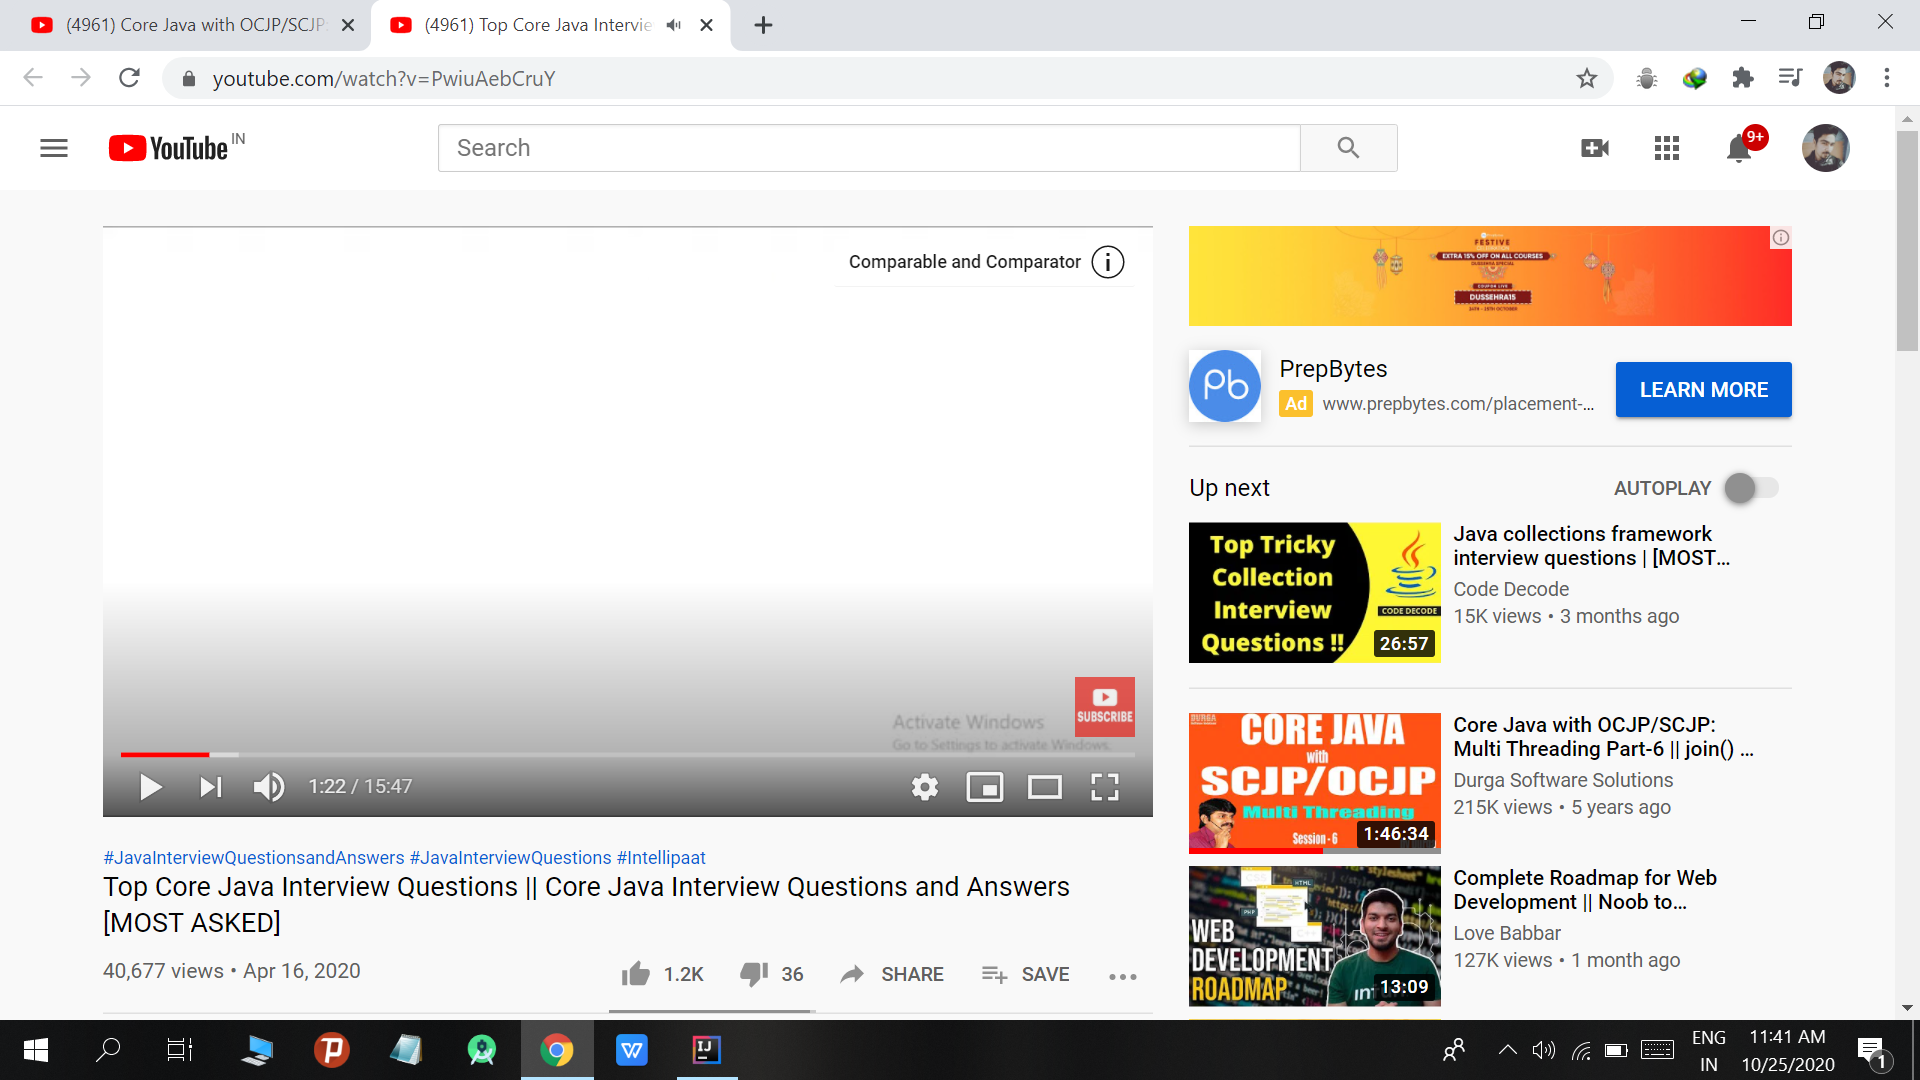 (4961) Core Java with OCJP/SCJP:
(4961) Top Core Java Intervie
youtube.com/watch?v=PwiuAebCruY
YouTube IN
Search
9+
Comparable and Comparator
FESTIVE
EXTRA 15% OFF ON ALL COURSES
COUPON LIVE
DUSSEHRA15
Pb
PrepBytes
Ad www.prepbytes.com/placement-...
LEARN MORE
Up next
AUTOPLAY
Top Tricky
Collection
Interview
Questions !!
CODE DECODE
26:57
Java collections framework
interview questions | [MOST...
Code Decode
15K views • 3 months ago
SUBSCRIBE
Activate Windows
Go to Settings to activate Windows.
1:22 / 15:47
DURGA
CORE JAVA
with
SCJP/OCJP
Multi Threading
Session - 6
1:46:34
Core Java with OCJP/SCJP:
Multi Threading Part-6 || join() ...
Durga Software Solutions
215K views • 5 years ago
#JavaInterviewQuestionsandAnswers #JavaInterviewQuestions #Intellipaat
Top Core Java Interview Questions || Core Java Interview Questions and Answers
[MOST ASKED]
40,677 views • Apr 16, 2020
1.2K
36
SHARE
SAVE
HTML
PHP
WEB
DEVELOPMENT
ROADMAP
13:09
Complete Roadmap for Web
Development || Noob to...
Love Babbar
127K views • 1 month ago
W
IJ
ENG
IN
11:41 AM
10/25/2020
1